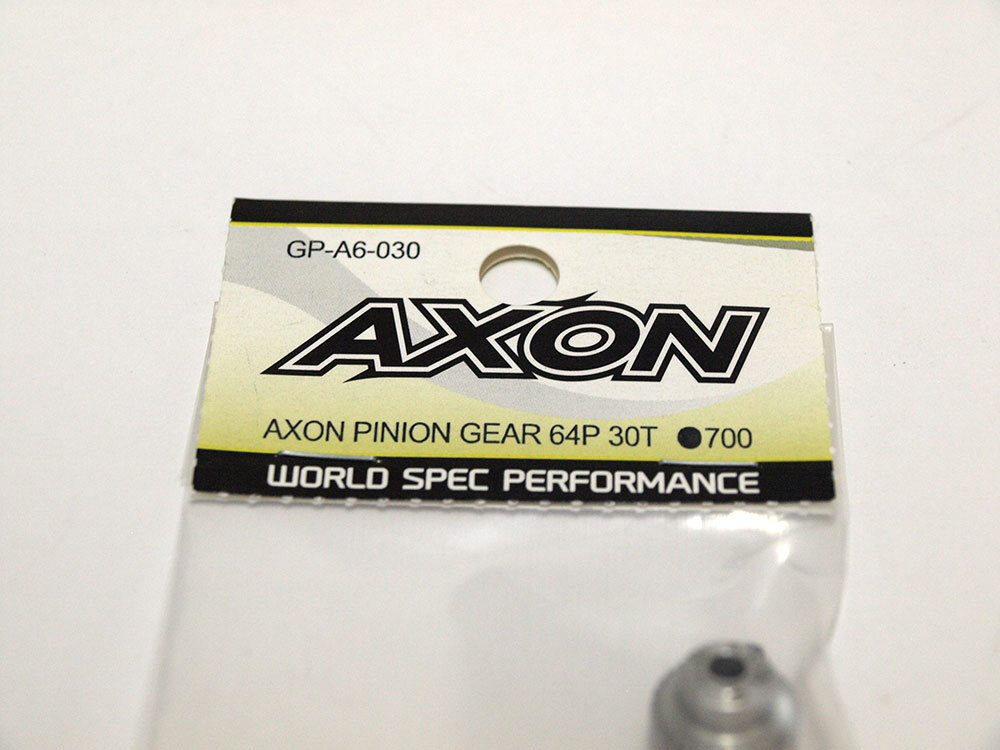 GP-A6-030
AXON
AXON PINION GEAR 64P 30T ●700
WORLD SPEC PERFORMANCE